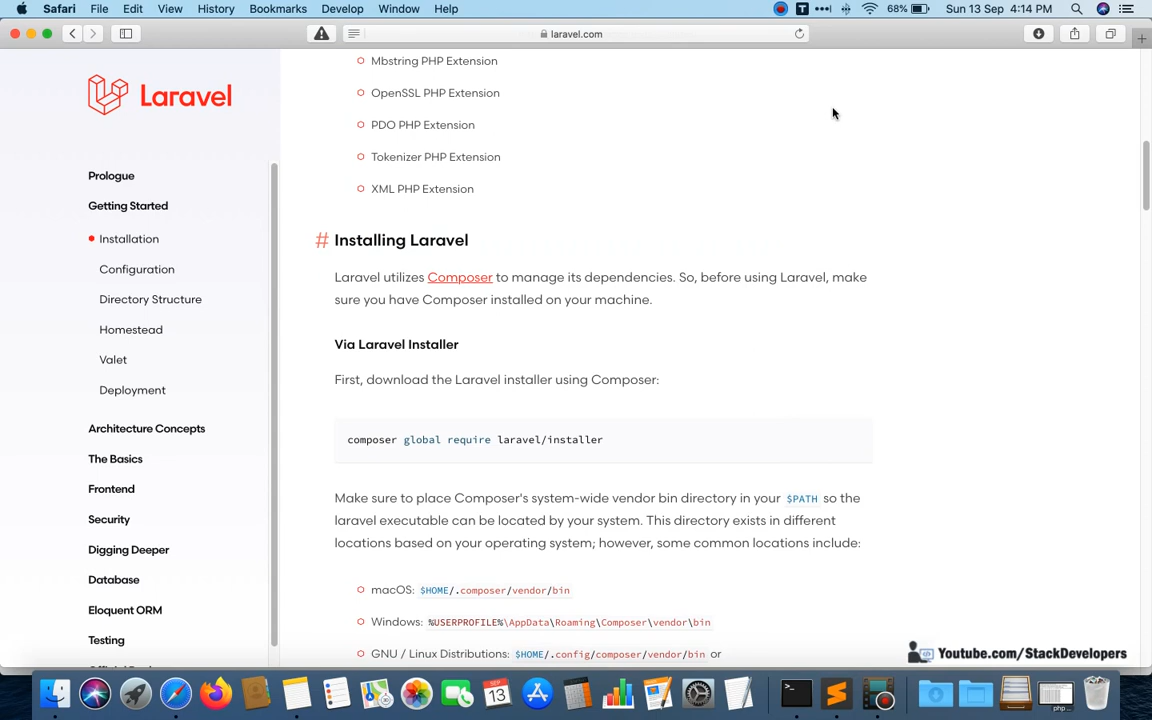 Safari File Edit View History Bookmarks Develop Window Help 68% Sun 13 Sep 4:14 PM
laravel.com
Laravel
Prologue
Getting Started
Installation
Configuration
Directory Structure
Homestead
Valet
Deployment
Architecture Concepts
The Basics
Frontend
Security
Digging Deeper
Database
Eloquent ORM
Testing
Mbstring PHP Extension
OpenSSL PHP Extension
PDO PHP Extension
Tokenizer PHP Extension
XML PHP Extension
# Installing Laravel
Laravel utilizes Composer to manage its dependencies. So, before using Laravel, make
sure you have Composer installed on your machine.
Via Laravel Installer
First, download the Laravel installer using Composer:
composer global require laravel/installer
Make sure to place Composer's system-wide vendor bin directory in your $PATH so the
laravel executable can be located by your system. This directory exists in different
locations based on your operating system; however, some common locations include:
macOS: $HOME/.composer/vendor/bin
Windows: %USERPROFILE%\AppData\Roaming\Composer\vendor\bin
GNU / Linux Distributions: $HOME/.config/composer/vendor/bin or
Youtube.com/StackDevelopers
SEP
13
php